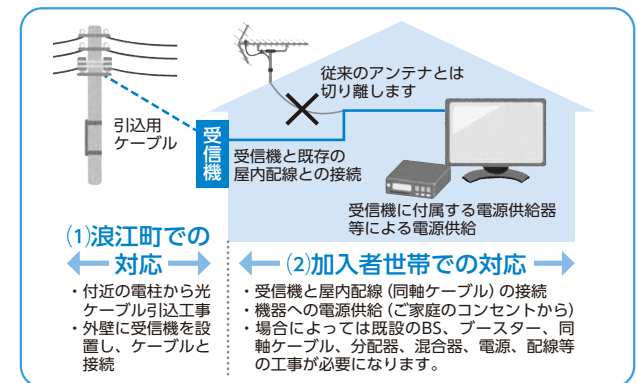 従来のアンテナとは
切り離します
引込用
ケーブル
受信機
受信機と既存の
屋内配線との接続
受信機に付属する電源供給器
等による電源供給
⑴浪江町での
対応
・付近の電柱から光
ケーブル引込工事
・外壁に受信機を設
置し、ケーブルと
接続
⑵加入者世帯での対応
・受信機と屋内配線（同軸ケーブル）の接続
・機器への電源供給（ご家庭のコンセントから）
・場合によっては既設のBS、ブースター、同
軸ケーブル、分配器、混合器、電源、配線等
の工事が必要になります。